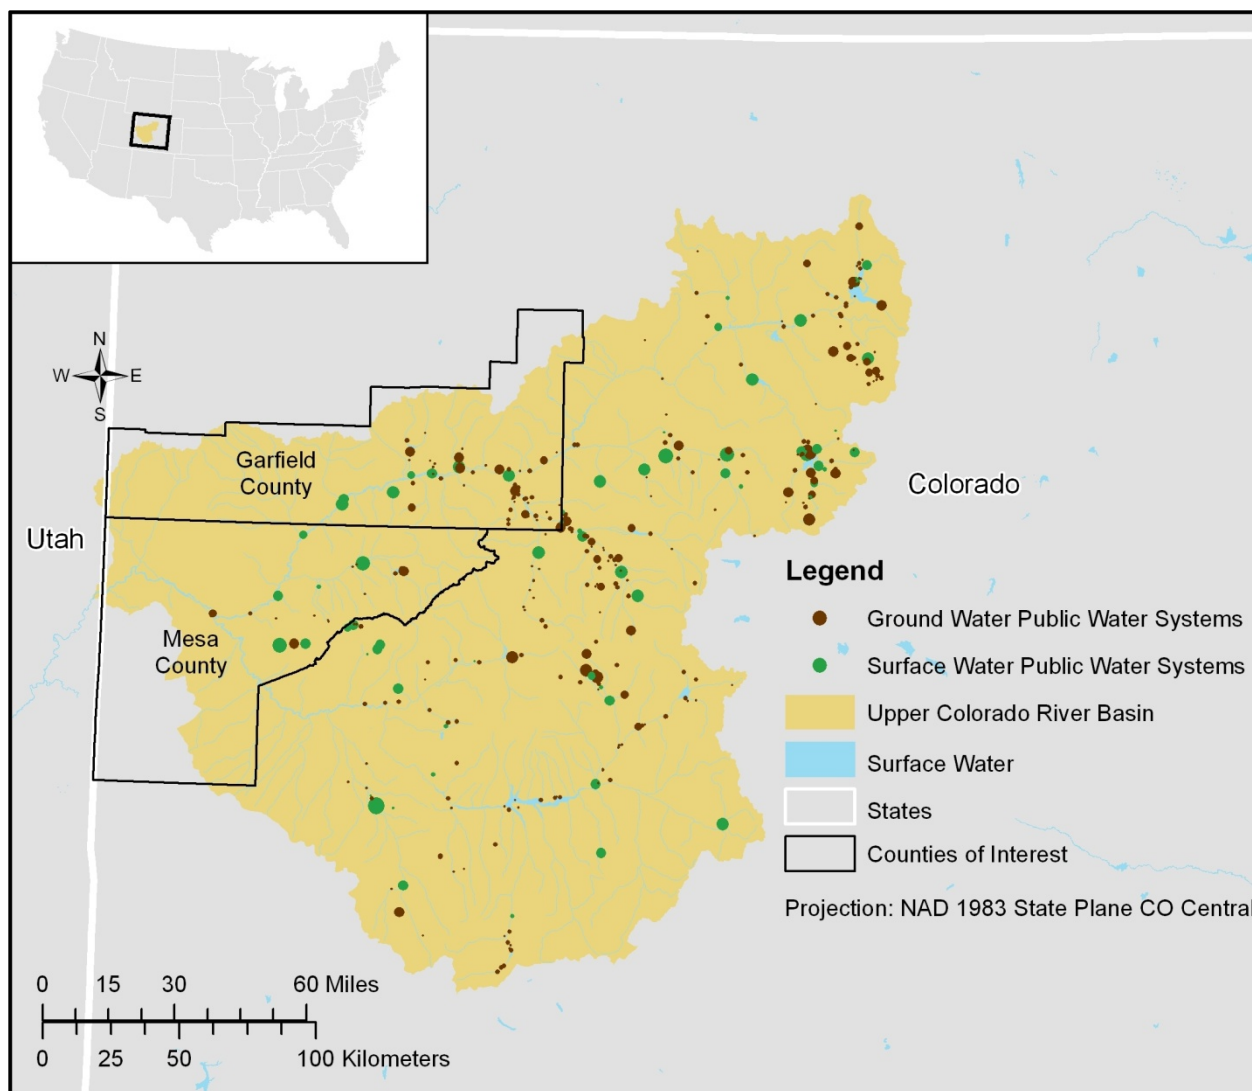 N
W E
S
Garfield
County
Utah
Colorado
Mesa
County
Legend
Ground Water Public Water Systems
Surface Water Public Water Systems
Upper Colorado River Basin
Surface Water
States
Counties of Interest
Projection: NAD 1983 State Plane CO Central
0 15 30 60 Miles
0 25 50 100 Kilometers